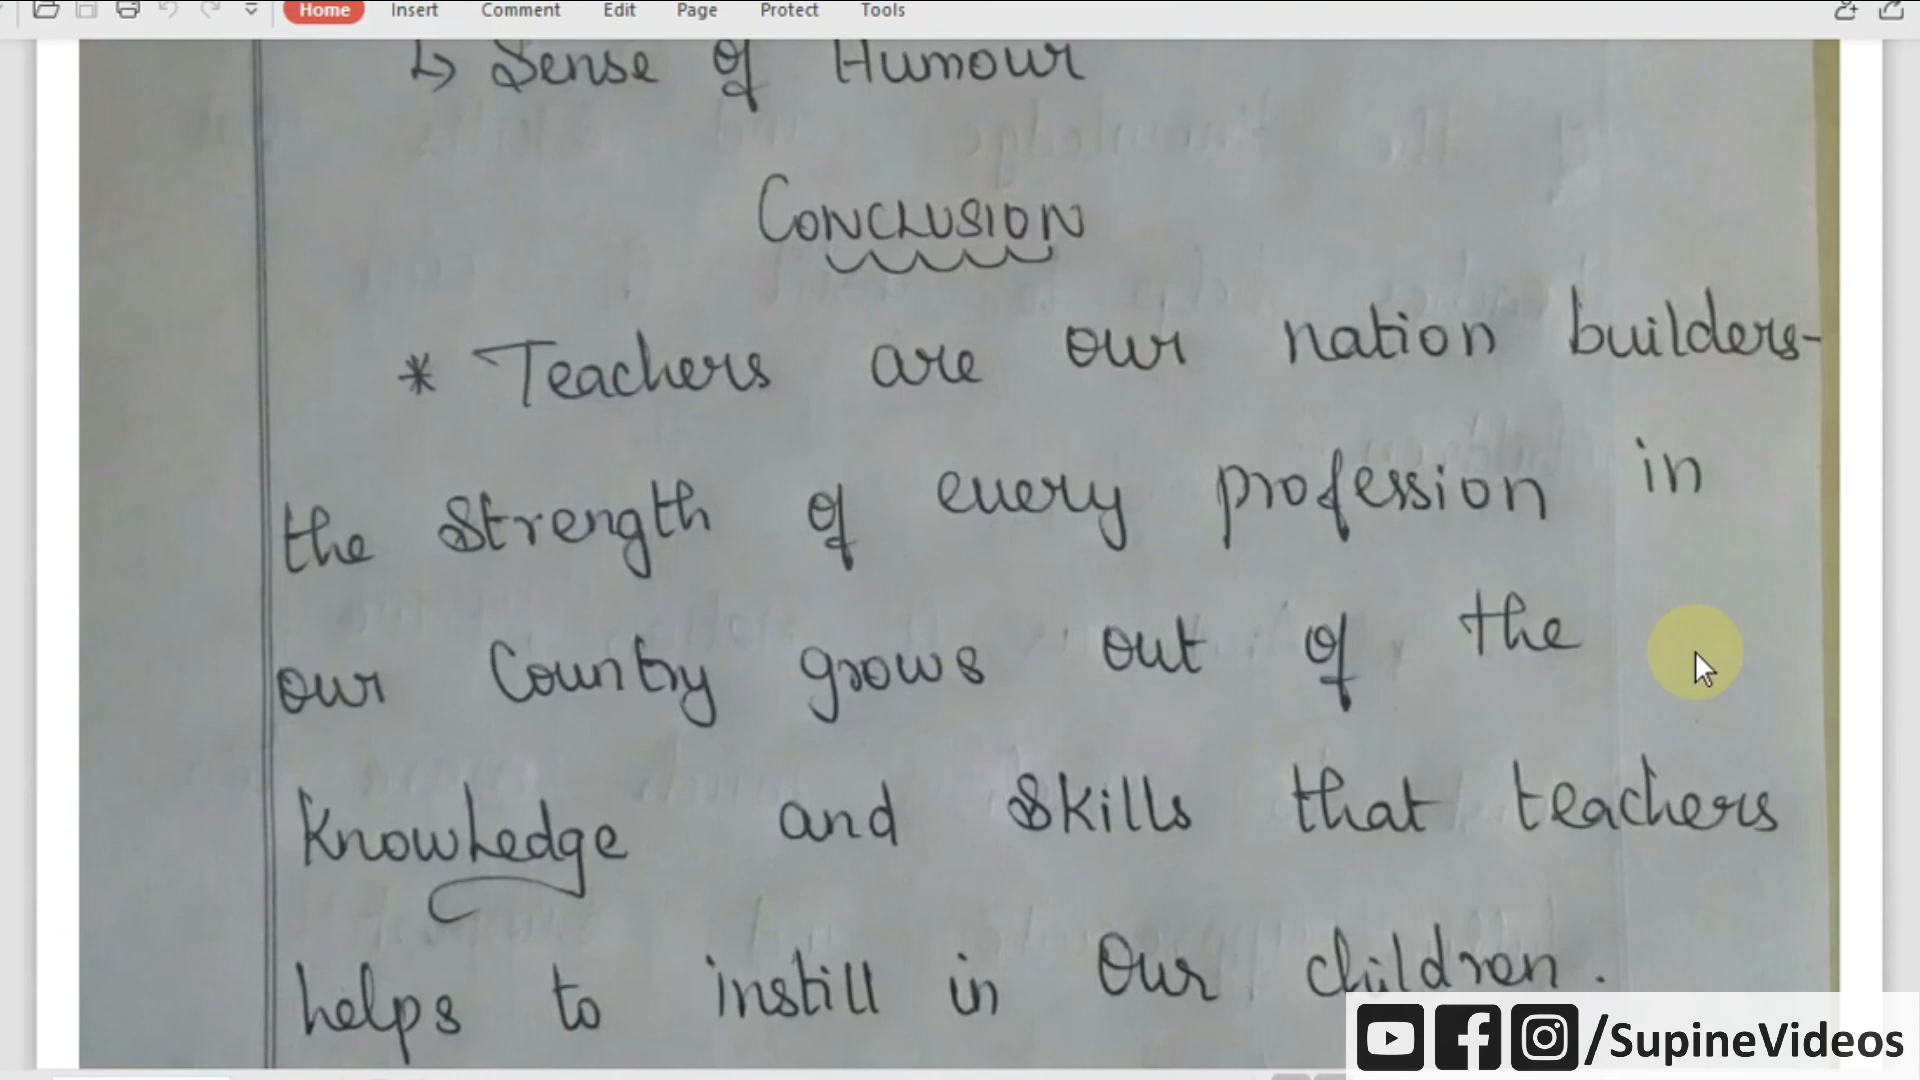 Home Insert Comment Edit Page Protect Tools
↳ Sense of Humour
CONCLUSION
* Teachers are our nation builders-
the strength of every profession in
our Country grows out of the
Knowledge and skills that teachers
helps to instill in our children.
/SupineVideos